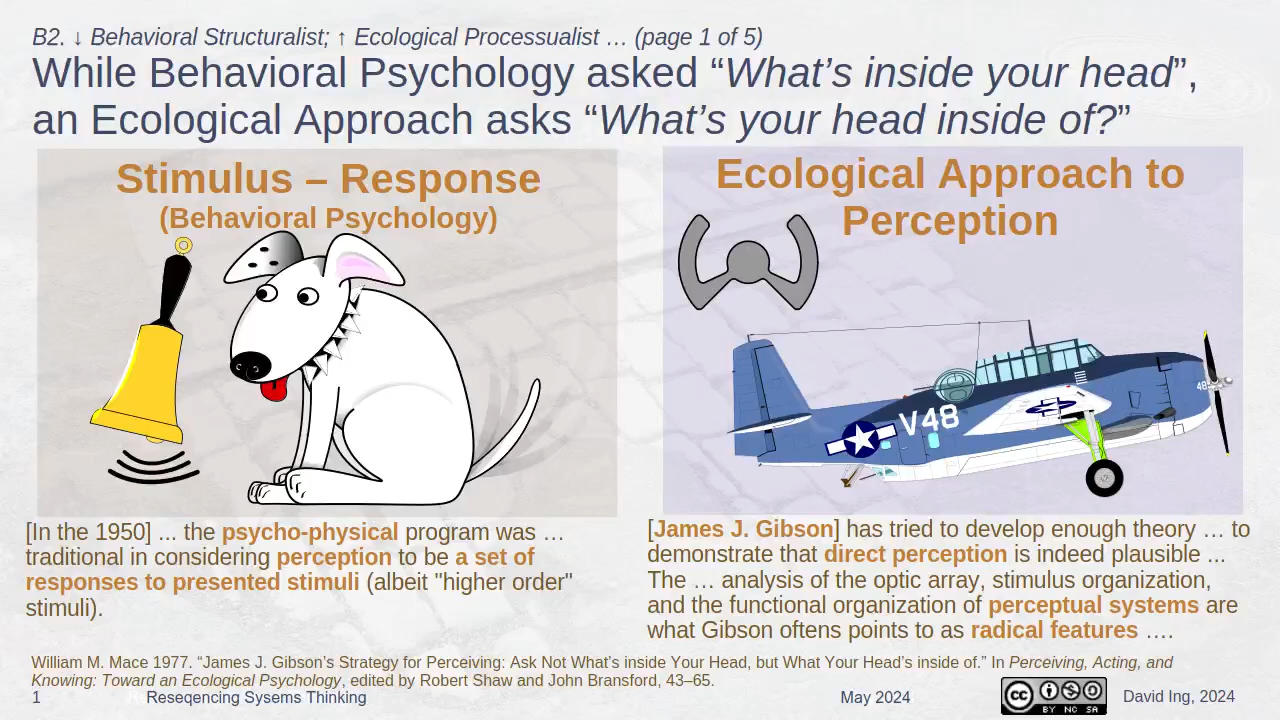 B2. ↓ Behavioral Structuralist; ↑ Ecological Processualist … (page 1 of 5)
While Behavioral Psychology asked “What’s inside your head”,
an Ecological Approach asks “What’s your head inside of?”
Stimulus – Response
(Behavioral Psychology)
[In the 1950] ... the psycho-physical program was …
traditional in considering perception to be a set of
responses to presented stimuli (albeit "higher order"
stimuli).
Ecological Approach to
Perception
V48
48
[James J. Gibson] has tried to develop enough theory … to
demonstrate that direct perception is indeed plausible ...
The … analysis of the optic array, stimulus organization,
and the functional organization of perceptual systems are
what Gibson oftens points to as radical features ….
William M. Mace 1977. “James J. Gibson’s Strategy for Perceiving: Ask Not What’s inside Your Head, but What Your Head’s inside of.” In Perceiving, Acting, and
Knowing: Toward an Ecological Psychology, edited by Robert Shaw and John Bransford, 43–65.
1 Reseqencing Sysems Thinking May 2024 cc BY NC SA David Ing, 2024